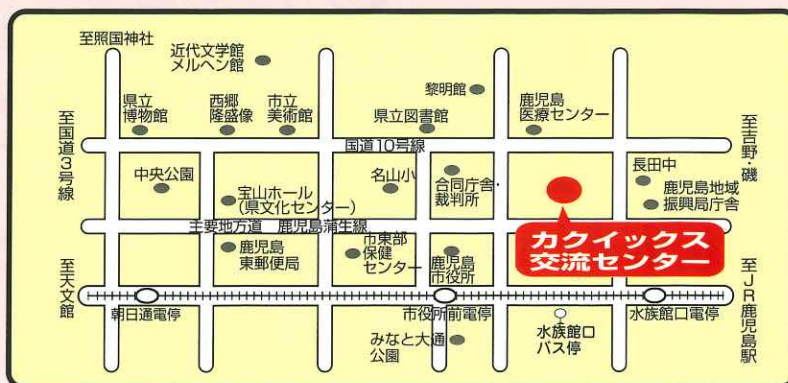 至照国神社
近代文学館
メルヘン館
黎明館
県立
博物館
西郷
隆盛像
市立
美術館
県立図書館
鹿児島
医療センター
至国道3号線
国道10号線
至吉野・磯
中央公園
宝山ホール
(県文化センター)
名山小
合同庁舎・
裁判所
長田中
鹿児島地域
振興局庁舎
主要地方道 鹿児島蒲生線
カクイックス
交流センター
鹿児島
東郵便局
市東部
保健
センター
鹿児島
市役所
至天文館
至JR鹿児島駅
朝日通電停
市役所前電停
水族館口
バス停
水族館口電停
みなと大通
公園